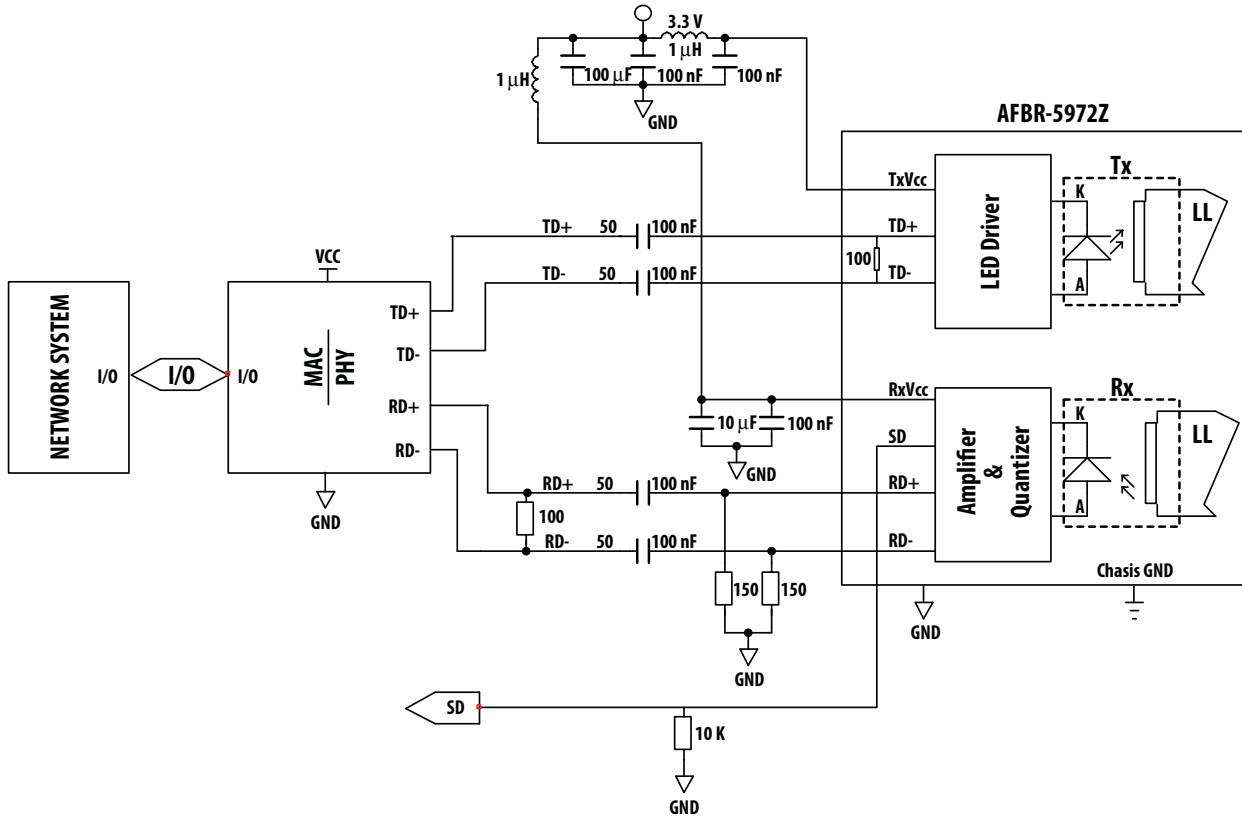 3.3 V
1 μH
1 μH
100 μF
100 nF
100 nF
GND
AFBR-5972Z
TxVcc
TD+
TD-
LED Driver
Tx
K
A
LL
TD+ 50 100 nF
TD- 50 100 nF
100
VCC
NETWORK SYSTEM
I/O
I/O
I/O
MAC
PHY
TD+
TD-
RD+
RD-
GND
10 μF
100 nF
GND
RxVcc
SD
RD+
RD-
Amplifier
&
Quantizer
Rx
K
A
LL
RD+ 50 100 nF
100
RD- 50 100 nF
150
150
GND
Chasis GND
GND
SD
10 K
GND